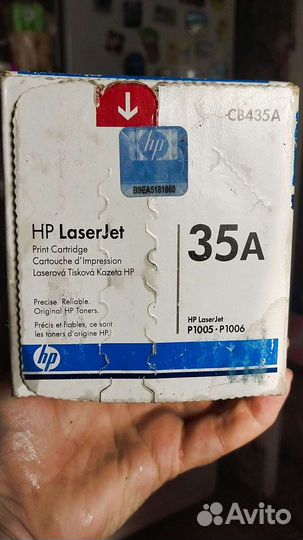 CB435A
hp
B9EA5181860
HP LaserJet
Print Cartridge
Cartouche d'Impression
Laserová Tisková Kazeta HP
35A
Precise. Reliable.
Original HP Toners.
Précis et fiables, ce sont
les toners d'origine HP.
HP LaserJet
P1005 • P1006
hp
Avito